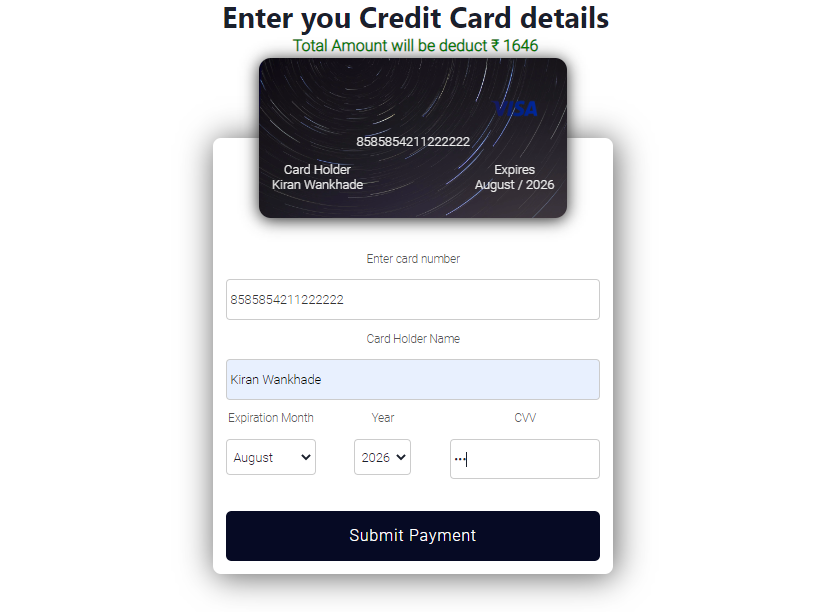 Enter you Credit Card details
Total Amount will be deduct ₹ 1646
VISA
8585854211222222
Card Holder
Kiran Wankhade
Expires
August / 2026
Enter card number
8585854211222222
Card Holder Name
Kiran Wankhade
Expiration Month Year CVV
August 2026 •••
Submit Payment